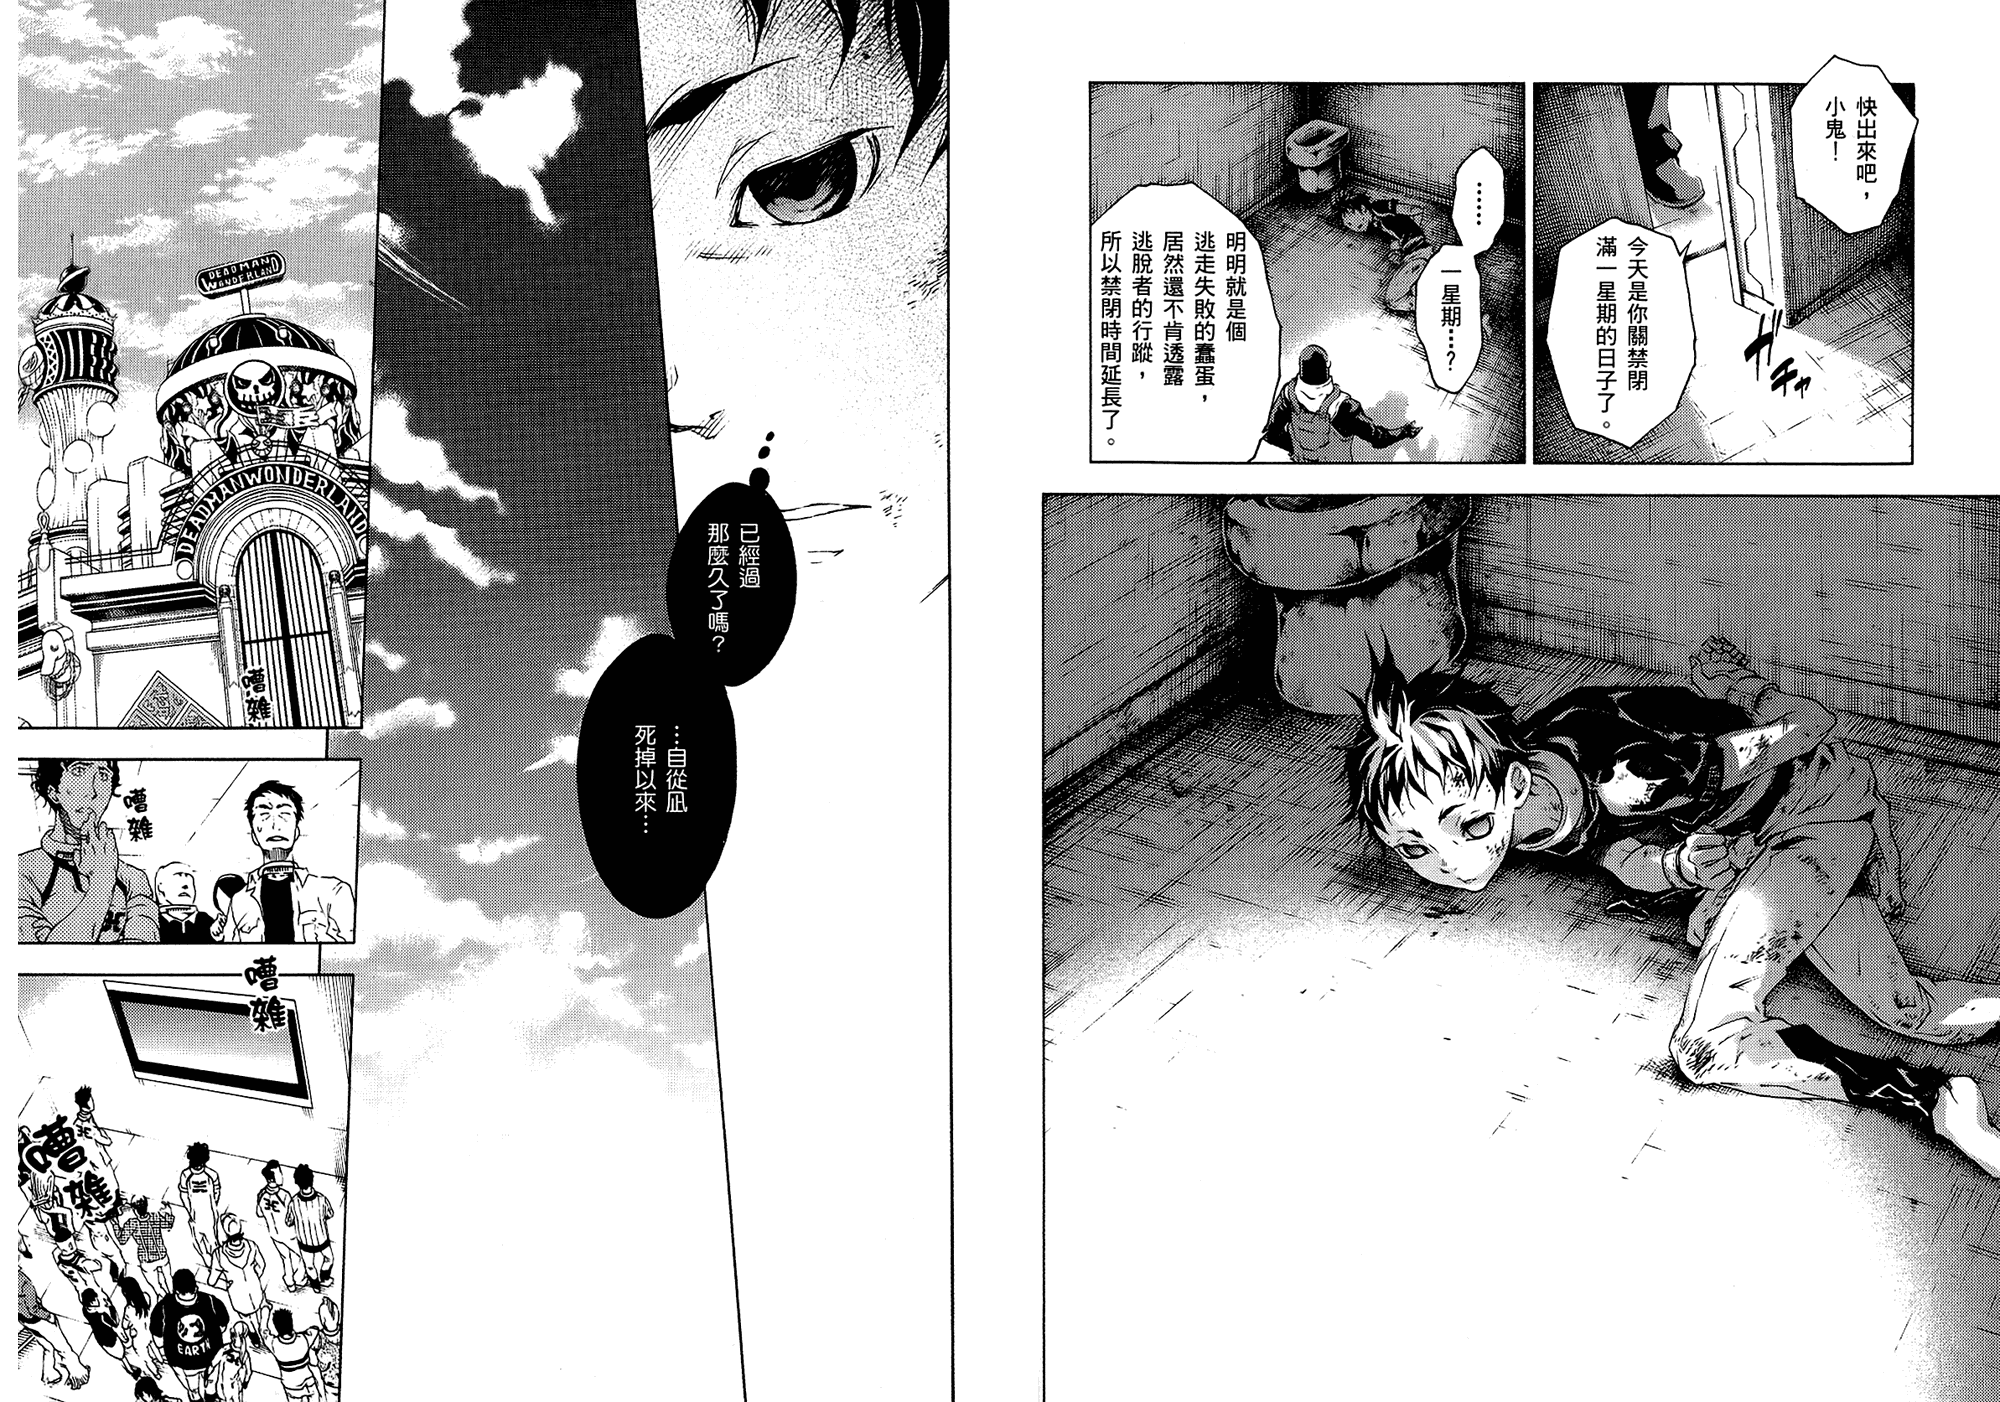 快出來吧，
小鬼！
今天是你關禁閉
滿一星期的日子了。
ガチャ
……
一星期…？
明明就是個
逃走失敗的蠢蛋，
居然還不肯透露
逃脫者的行蹤，
所以禁閉時間延長了。
已經過
那麼久了嗎？
…自從凪
死掉以來…
DEADMAN
WONDERLAND
DEADMANWONDERLAND
嘈雜
嘈雜
嘈雜
嘈雜
EARTH